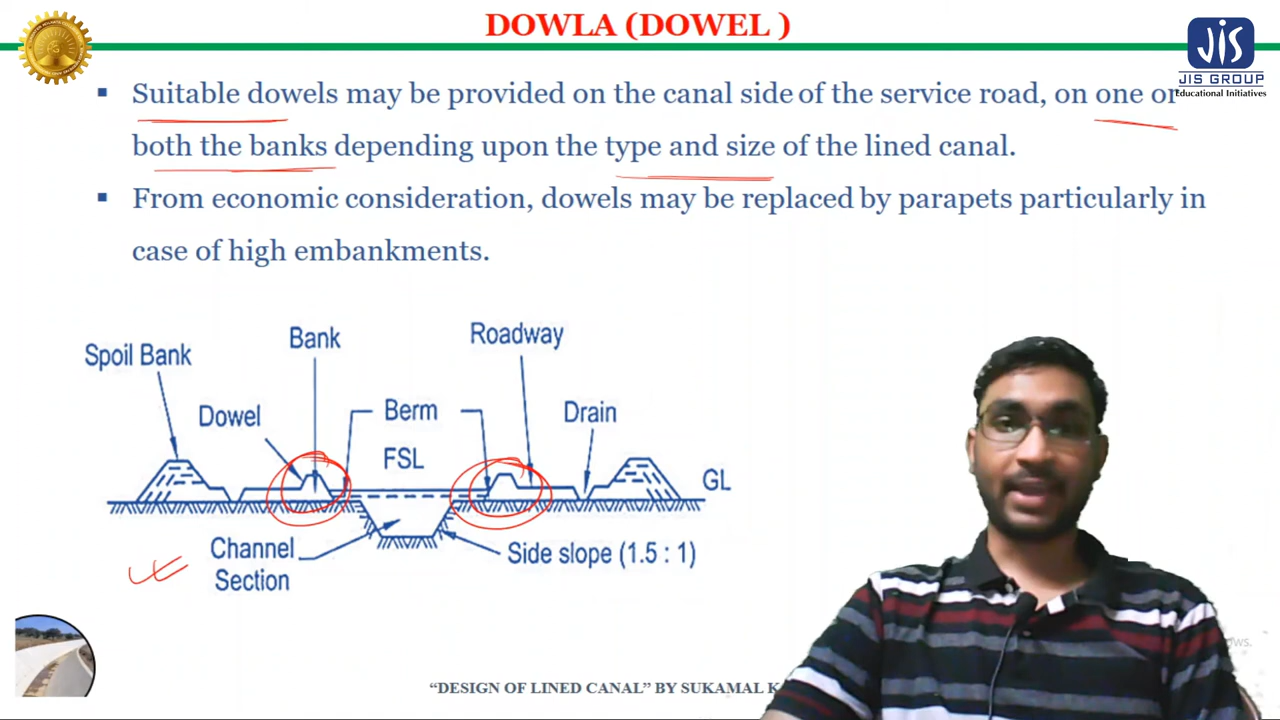 DOWLA (DOWEL )
JIS
JIS GROUP
Educational Initiatives
▪ Suitable dowels may be provided on the canal side of the service road, on one or
both the banks depending upon the type and size of the lined canal.
▪ From economic consideration, dowels may be replaced by parapets particularly in
case of high embankments.
Spoil Bank
Bank
Roadway
Dowel
Berm
Drain
FSL
GL
Channel
Section
Side slope (1.5 : 1)
“DESIGN OF LINED CANAL” BY SUKAMAL